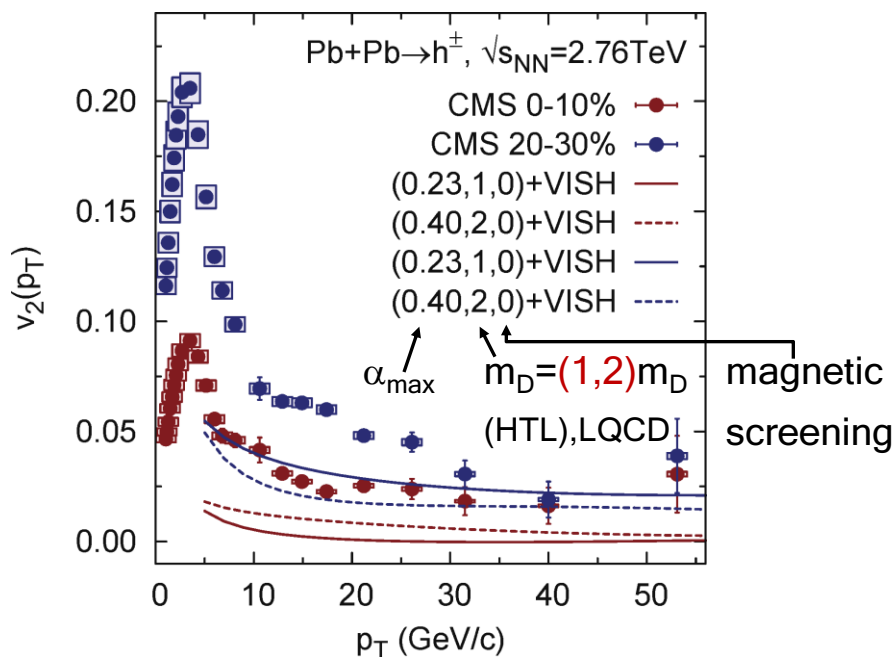 Pb+Pb→h±, √sNN=2.76TeV
CMS 0-10%
CMS 20-30%
(0.23,1,0)+VISH
(0.40,2,0)+VISH
(0.23,1,0)+VISH
(0.40,2,0)+VISH
αmax mD=(1,2)mD magnetic
(HTL),LQCD screening
v2(pT)
0.20
0.15
0.10
0.05
0.00
0 10 20 30 40 50
pT (GeV/c)